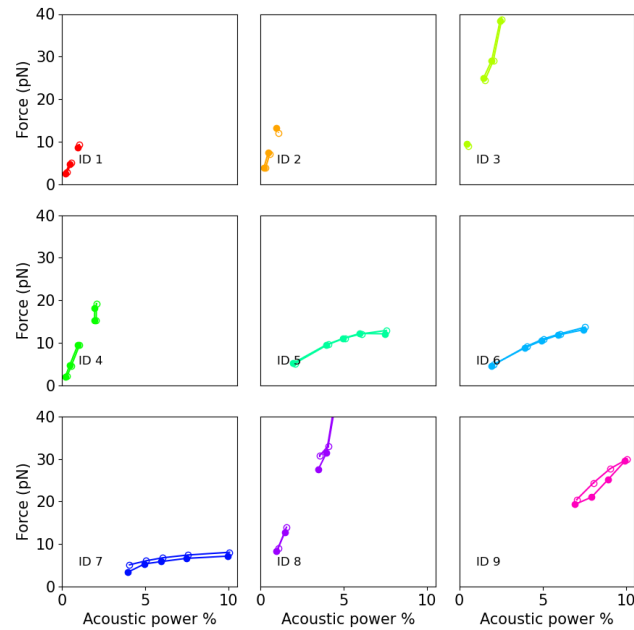 40
30
20
10
0
Force (pN)
ID 1
ID 2
ID 3
40
30
20
10
0
Force (pN)
ID 4
ID 5
ID 6
40
30
20
10
0
Force (pN)
ID 7
ID 8
ID 9
0 5 10
0 5 10
0 5 10
Acoustic power %
Acoustic power %
Acoustic power %